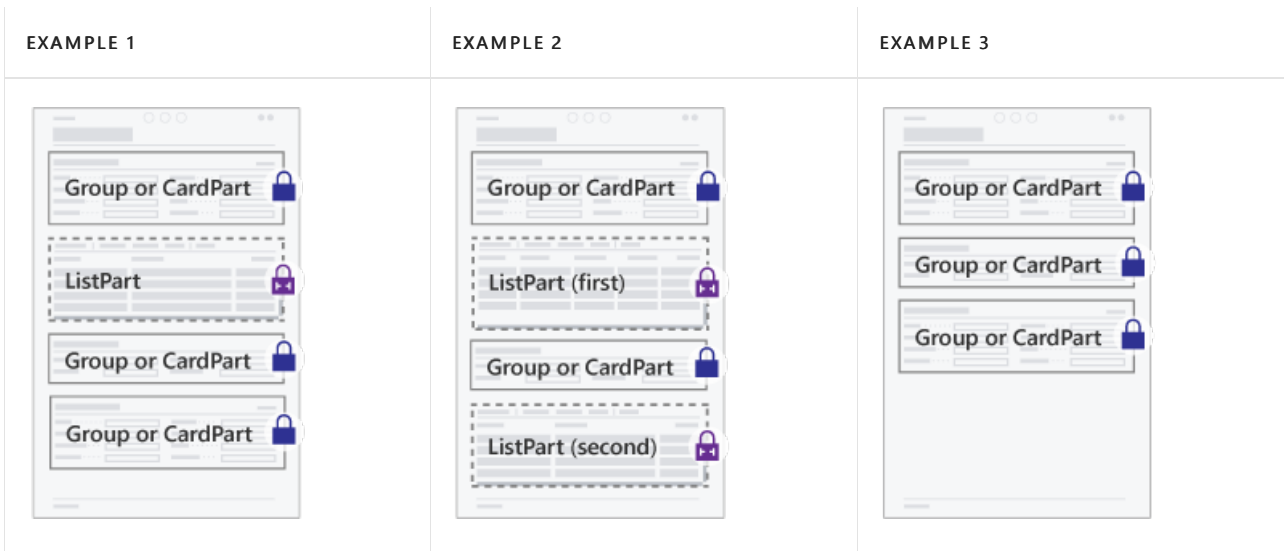 EXAMPLE 1
EXAMPLE 2
EXAMPLE 3
Group or CardPart
ListPart
Group or CardPart
Group or CardPart
Group or CardPart
ListPart (first)
Group or CardPart
ListPart (second)
Group or CardPart
Group or CardPart
Group or CardPart